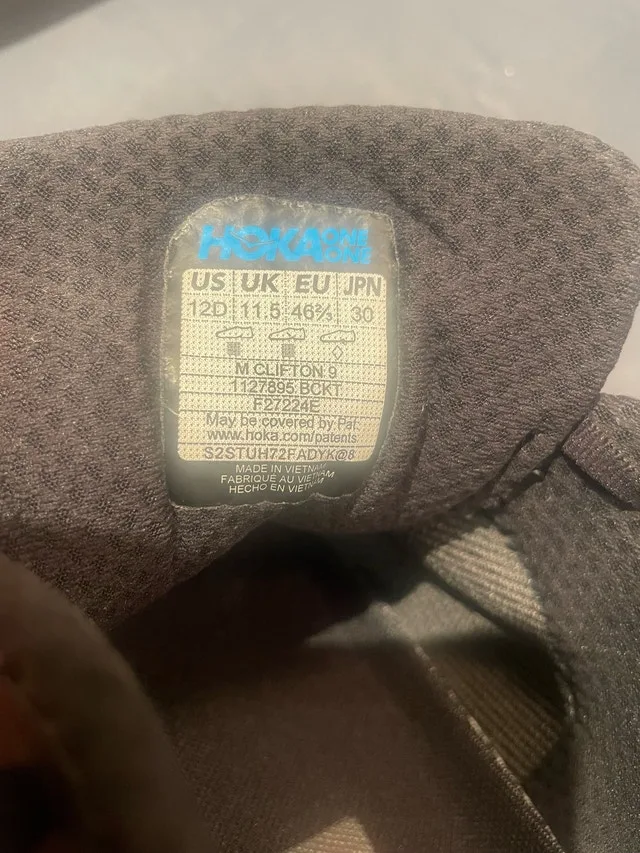 HOKA ONE ONE
US UK EU JPN
12D 11.5 46⅔ 30
M CLIFTON 9
1127895 BCKT
F27224E
May be covered by Pat.
www.hoka.com/patents
S2STUH72FADYK@8
MADE IN VIETNAM
FABRIQUE AU VIETNAM
HECHO EN VIETNAM